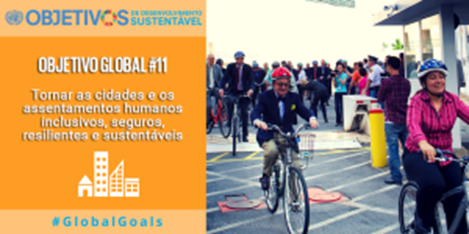 OBJETIVOS DE DESENVOLVIMENTO SUSTENTÁVEL
OBJETIVO GLOBAL #11
Tornar as cidades e os
assentamentos humanos
inclusivos, seguros,
resilientes e sustentáveis
#GlobalGoals